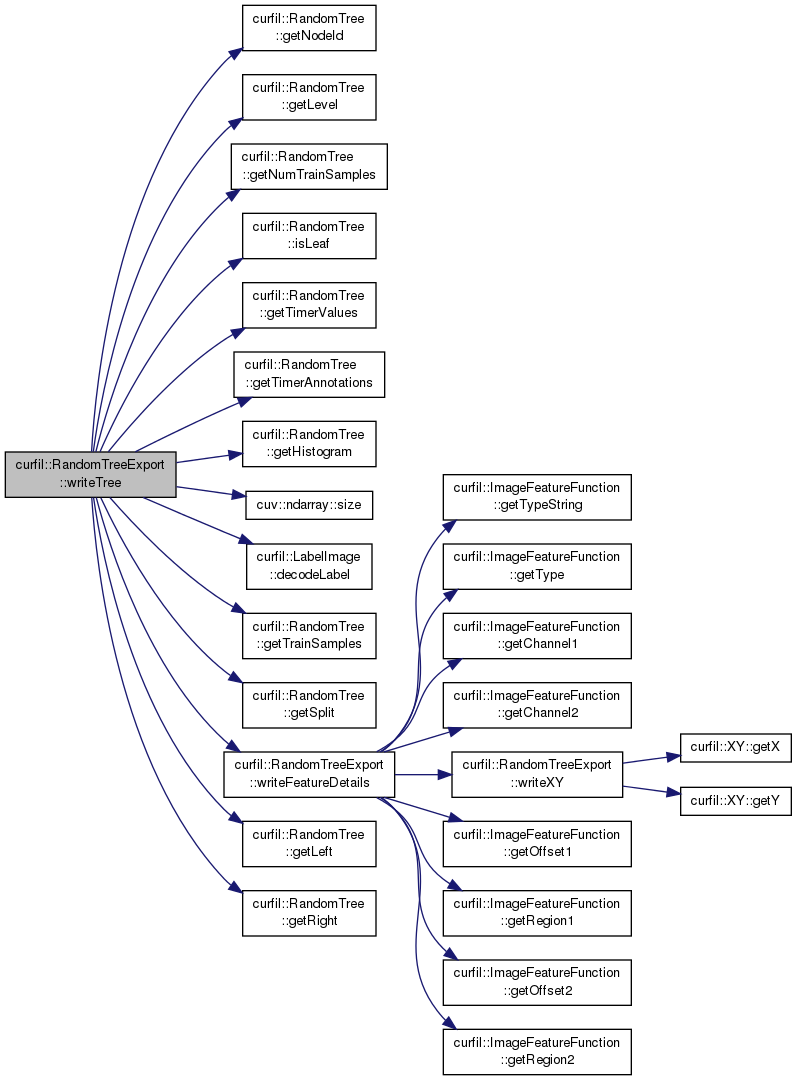 curfil::RandomTree
::getNodeId
curfil::RandomTree
::getLevel
curfil::RandomTree
::getNumTrainSamples
curfil::RandomTree
::isLeaf
curfil::RandomTree
::getTimerValues
curfil::RandomTree
::getTimerAnnotations
curfil::RandomTreeExport
::writeTree
curfil::RandomTree
::getHistogram
cuv::ndarray::size
curfil::LabelImage
::decodeLabel
curfil::RandomTree
::getTrainSamples
curfil::RandomTree
::getSplit
curfil::RandomTreeExport
::writeFeatureDetails
curfil::RandomTree
::getLeft
curfil::RandomTree
::getRight
curfil::ImageFeatureFunction
::getTypeString
curfil::ImageFeatureFunction
::getType
curfil::ImageFeatureFunction
::getChannel1
curfil::ImageFeatureFunction
::getChannel2
curfil::RandomTreeExport
::writeXY
curfil::ImageFeatureFunction
::getOffset1
curfil::ImageFeatureFunction
::getRegion1
curfil::ImageFeatureFunction
::getOffset2
curfil::ImageFeatureFunction
::getRegion2
curfil::XY::getX
curfil::XY::getY